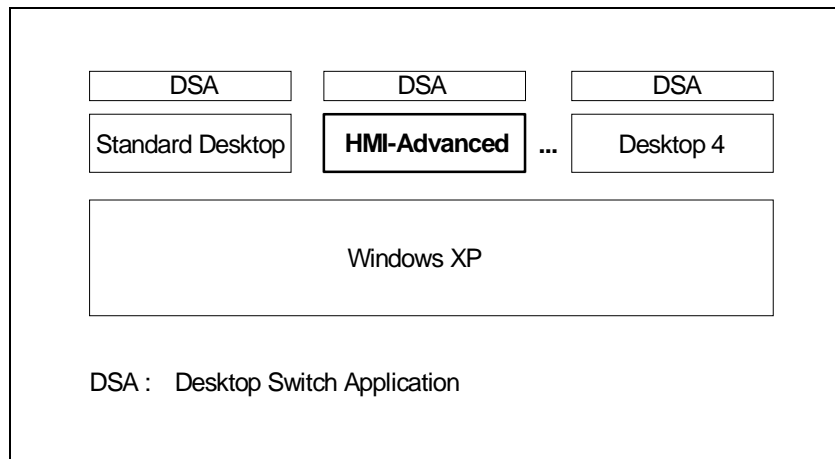 DSA DSA DSA
Standard Desktop HMI-Advanced ... Desktop 4
Windows XP
DSA : Desktop Switch Application